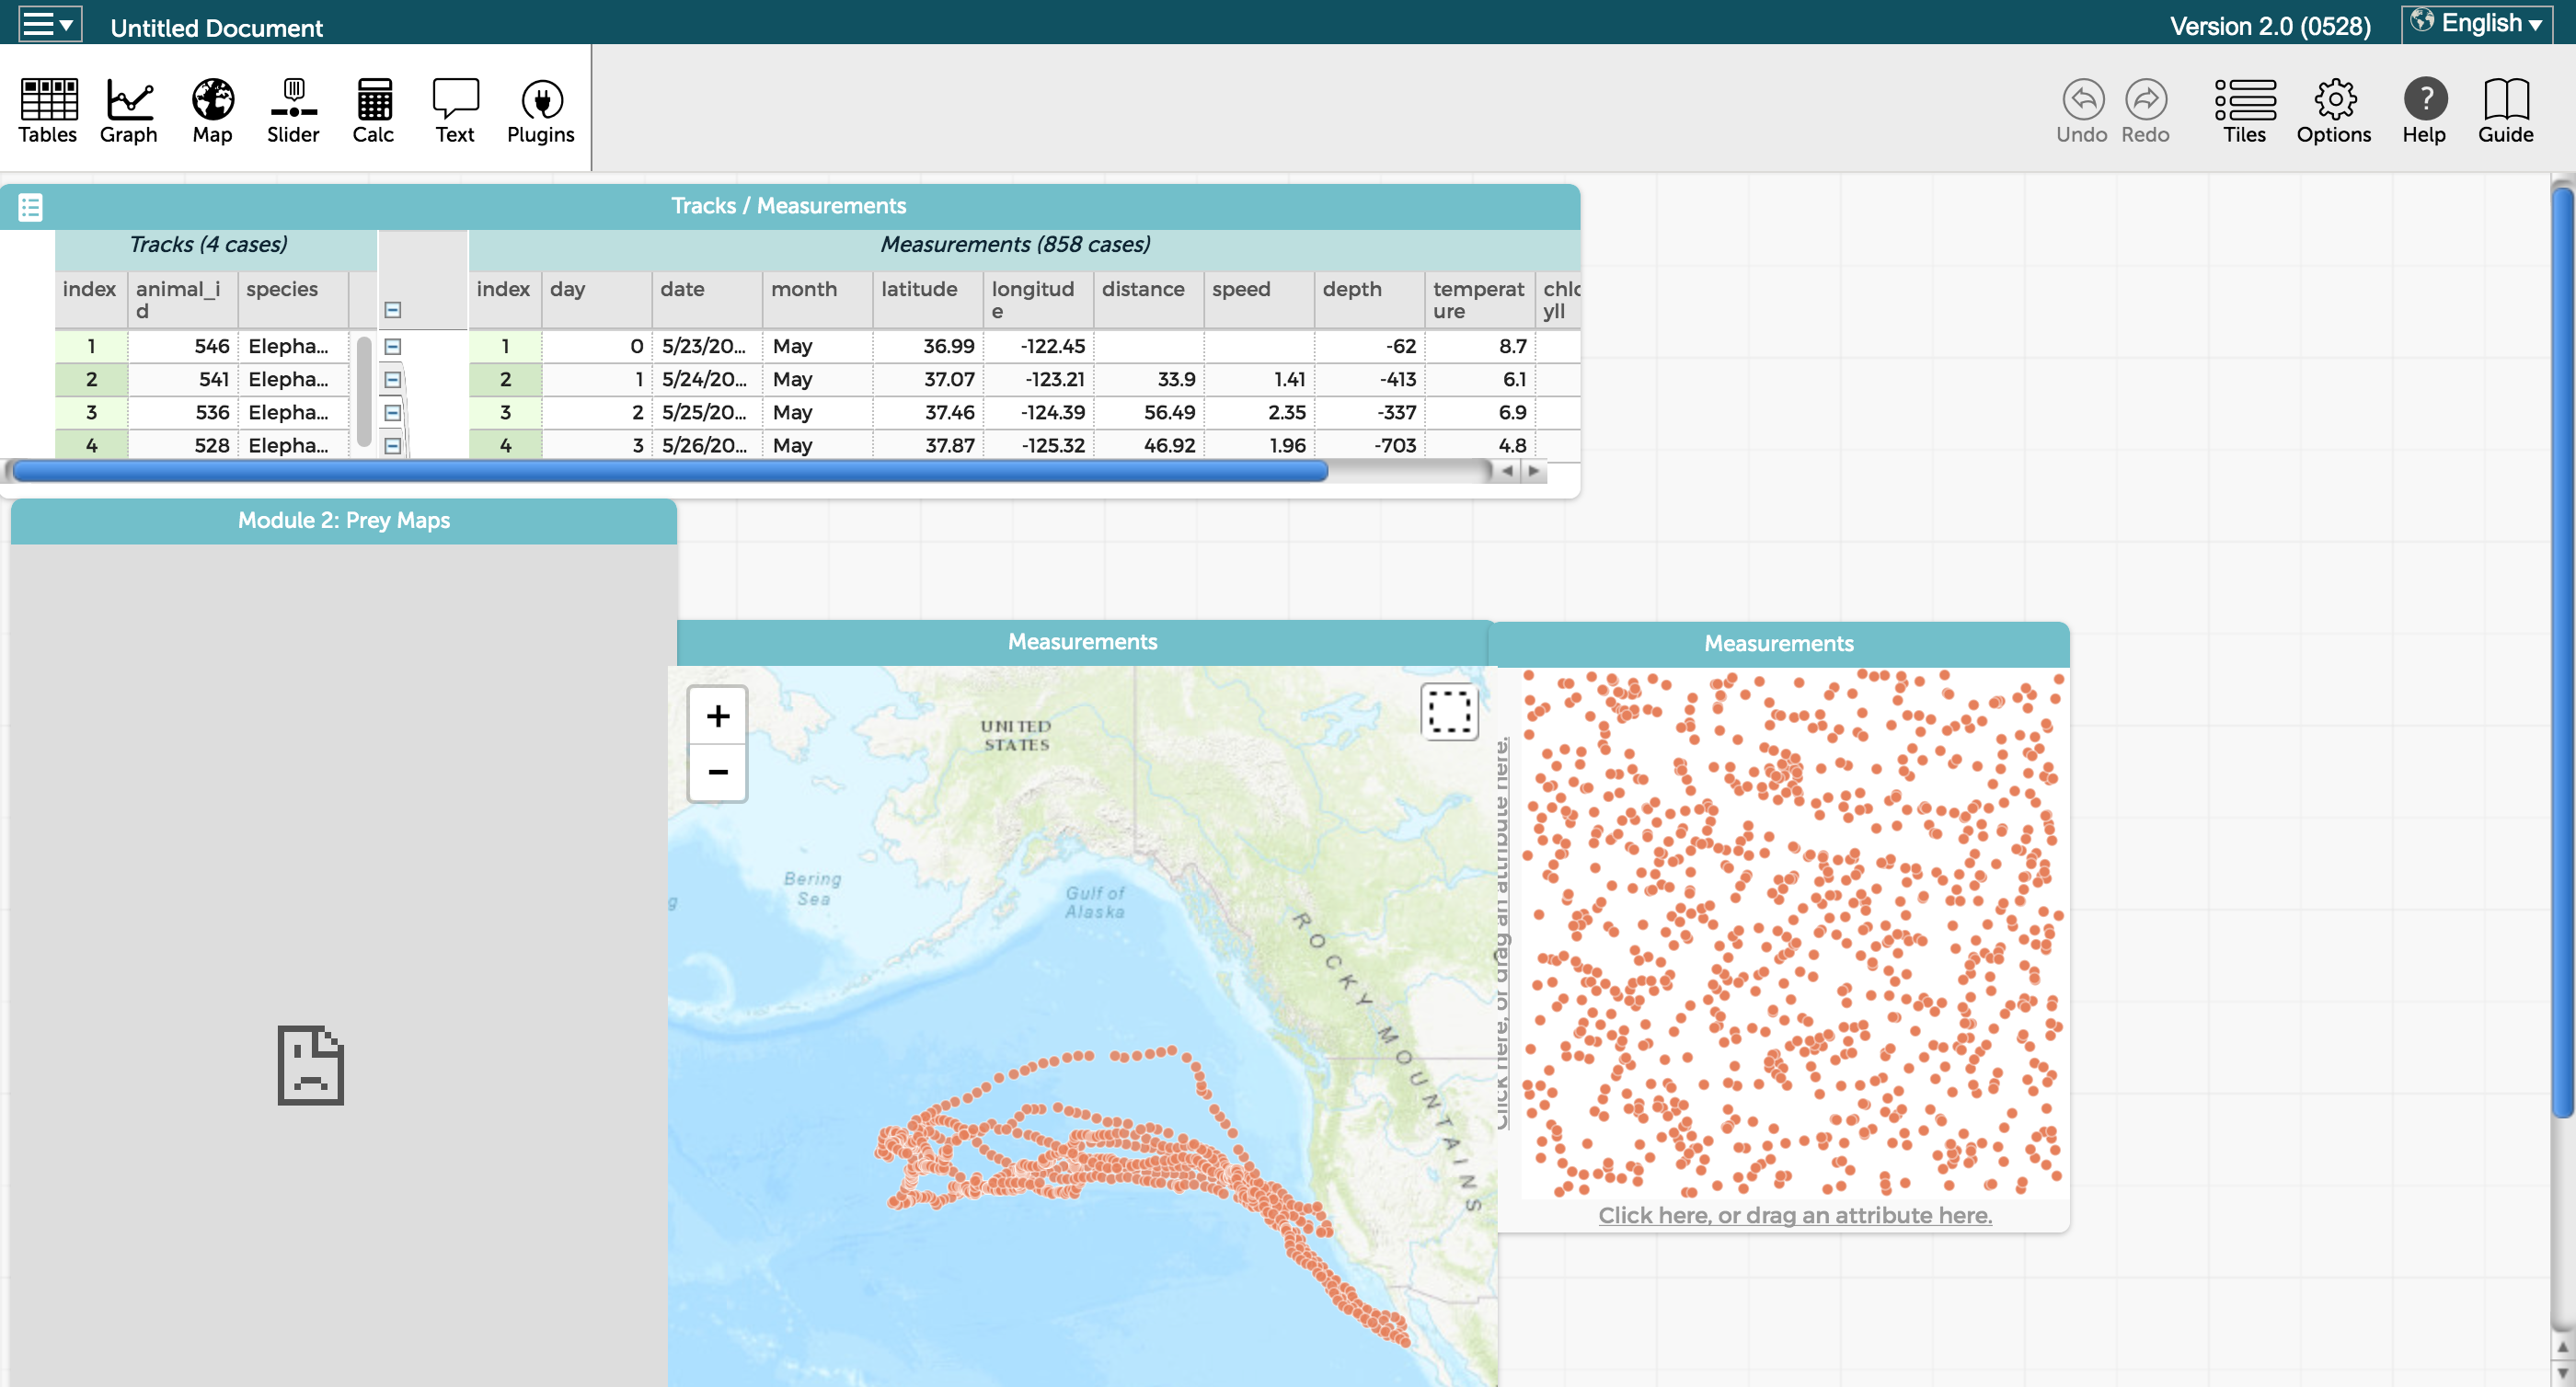 Untitled Document
Version 2.0 (0528)
English
Tables
Graph
Map
Slider
Calc
Text
Plugins
Undo
Redo
Tiles
Options
Help
Guide
Tracks / Measurements
Tracks (4 cases)
Measurements (858 cases)
index animal_i species index day date month latitude longitud distance speed depth temperat chlo
d e ure yll
1 546 Elepha... 1 0 5/23/20... May 36.99 -122.45 -62 8.7
2 541 Elepha... 2 1 5/24/20... May 37.07 -123.21 33.9 1.41 -413 6.1
3 536 Elepha... 3 2 5/25/20... May 37.46 -124.39 56.49 2.35 -337 6.9
4 528 Elepha... 4 3 5/26/20... May 37.87 -125.32 46.92 1.96 -703 4.8
Module 2: Prey Maps
Measurements
+
−
UNITED
STATES
Bering
Sea
g
Gulf of
Alaska
ROCKY MOUNTAINS
Measurements
Click here, or drag an attribute here.
Click here, or drag an attribute here.